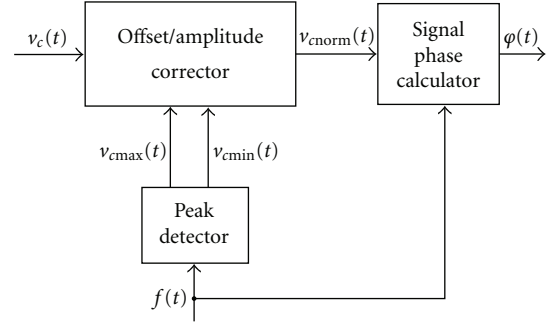 v_c(t)
Offset/amplitude
corrector
v_cnorm(t)
Signal
phase
calculator
φ(t)
v_cmax(t)
v_cmin(t)
Peak
detector
f(t)